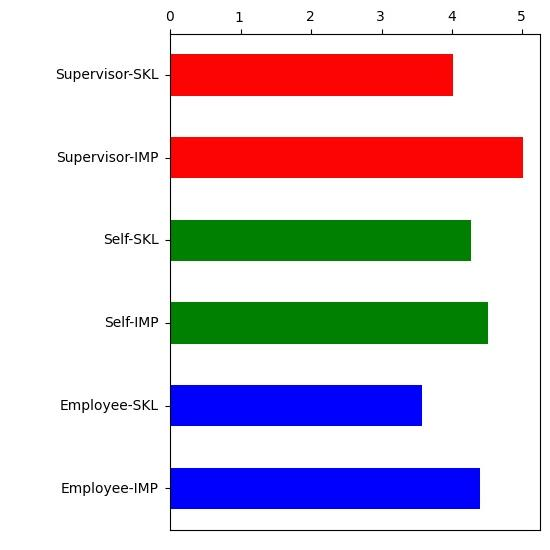 0 1 2 3 4 5
Supervisor-SKL
Supervisor-IMP
Self-SKL
Self-IMP
Employee-SKL
Employee-IMP